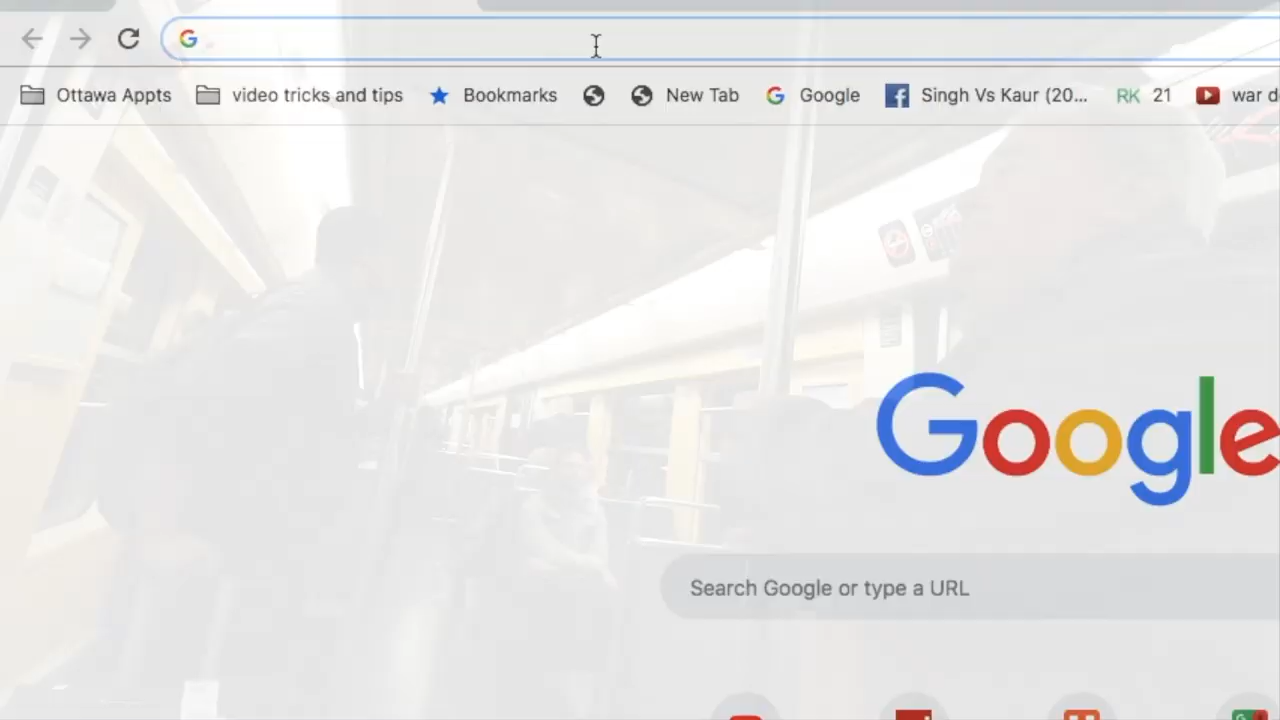 Ottawa Appts video tricks and tips Bookmarks New Tab Google Singh Vs Kaur (20... RK 21 war d
Google
Search Google or type a URL